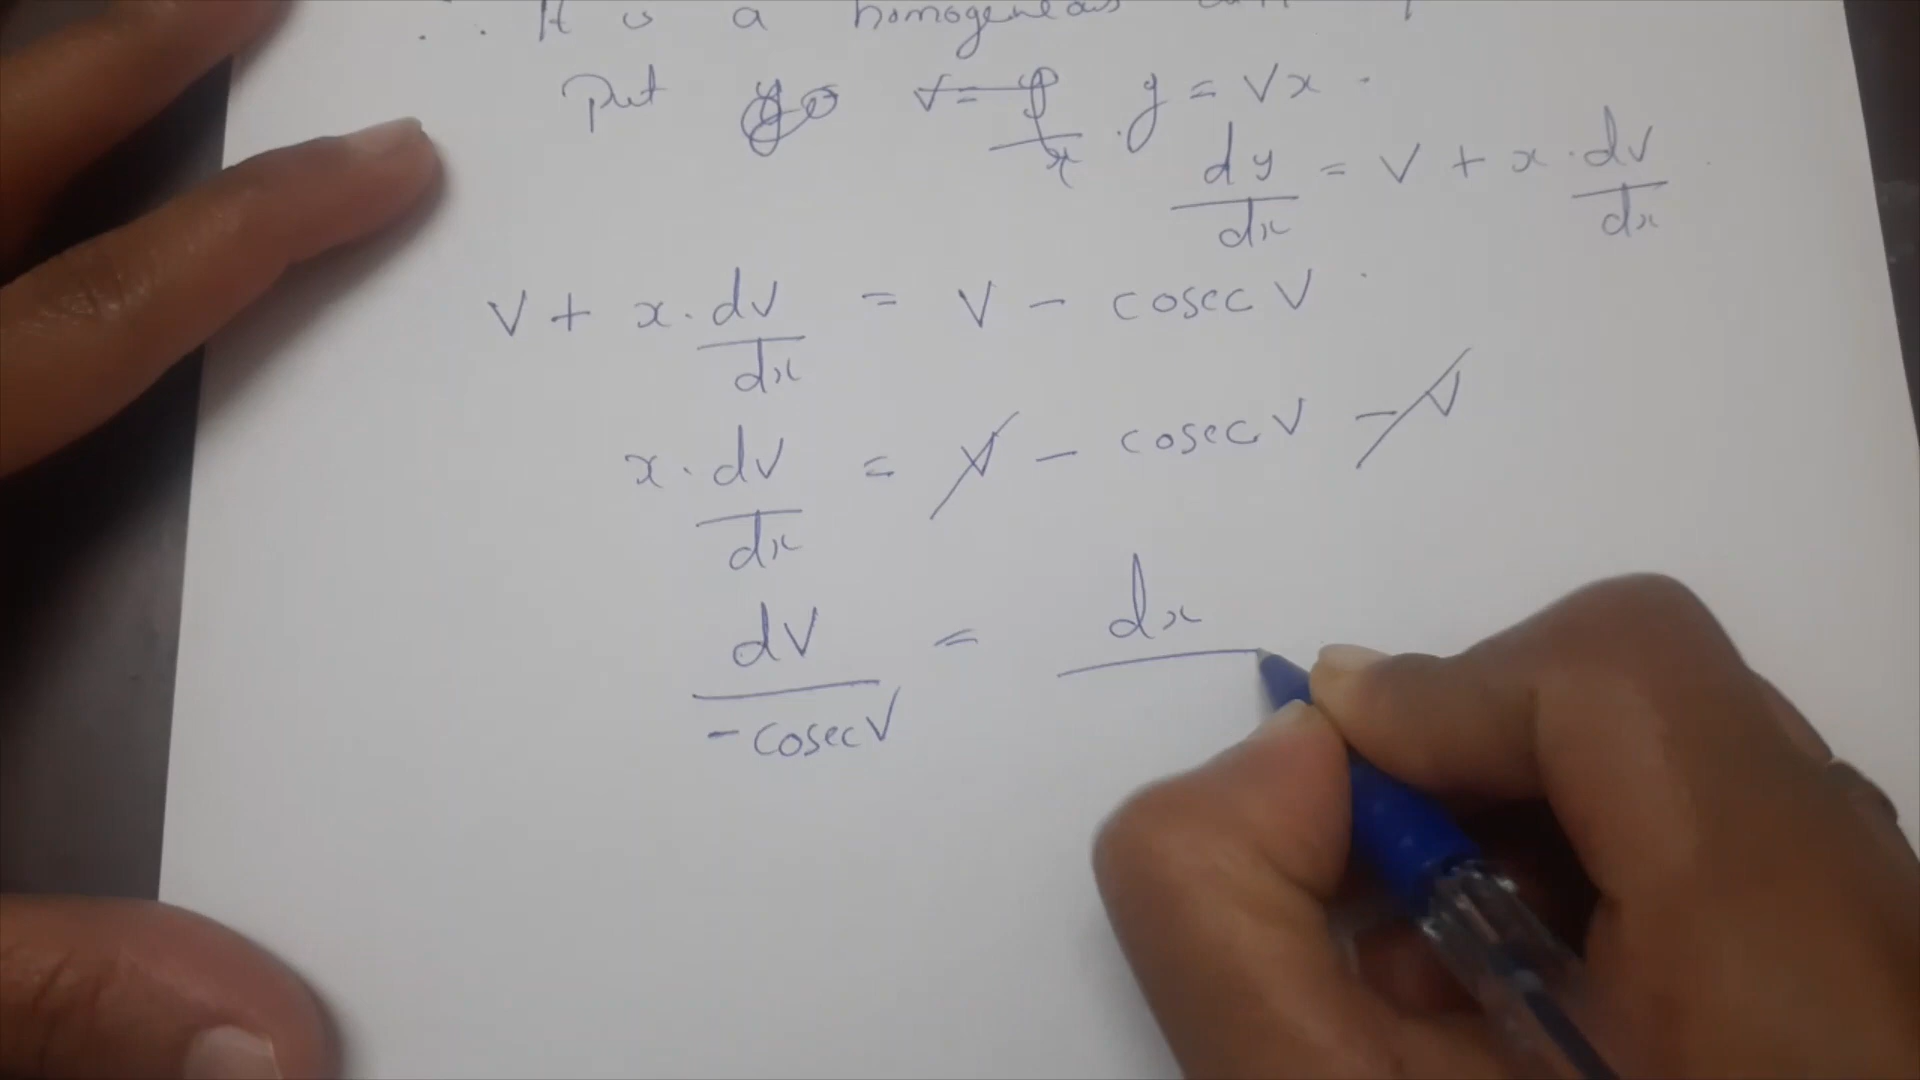 ∴ It is a homogeneous
Put v = y/x . y = vx .
dy/dx = v + x . dv/dx
v + x . dv/dx = v - cosec v .
x . dv/dx = v - cosec v - v
dv/-cosec v = dx